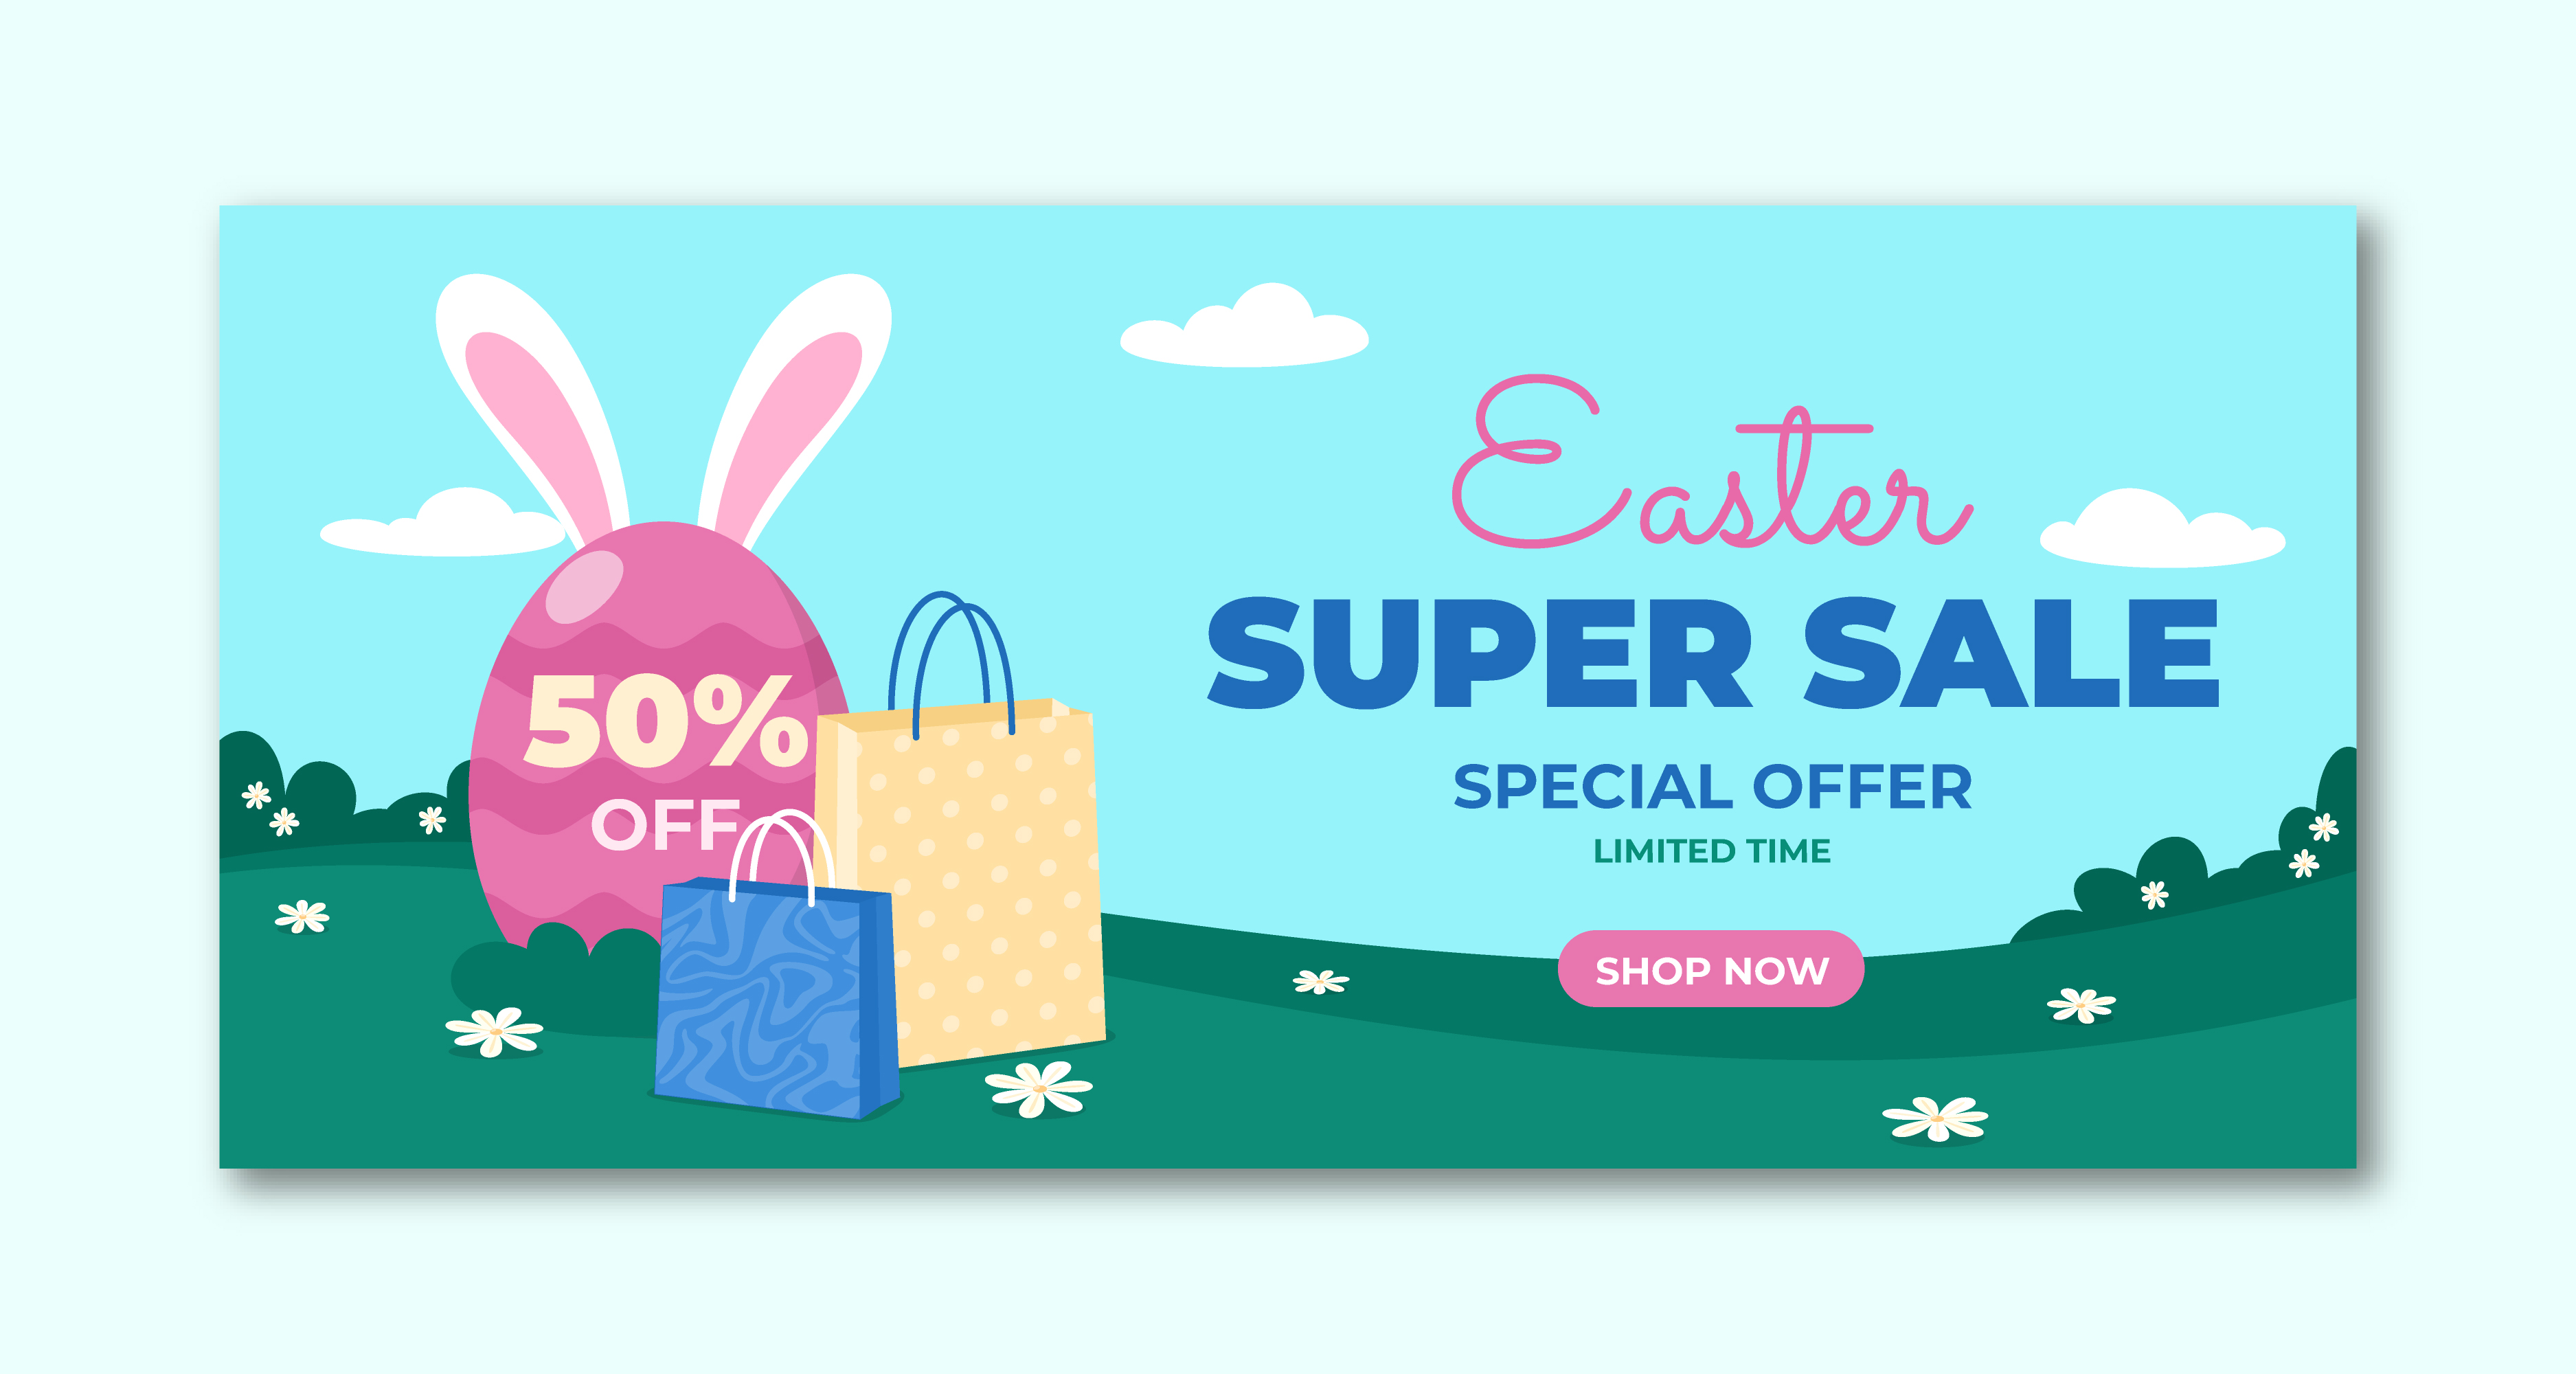 50%
OFF
Easter
SUPER SALE
SPECIAL OFFER
LIMITED TIME
SHOP NOW